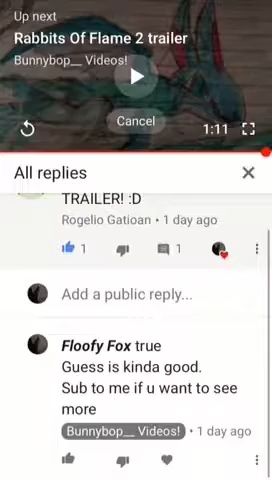 Up next
Rabbits Of Flame 2 trailer
Bunnybop__ Videos!
Cancel
1:11
All replies
TRAILER! :D
Rogelio Gatioan • 1 day ago
1
1
Add a public reply...
Floofy Fox true
Guess is kinda good.
Sub to me if u want to see
more
Bunnybop__ Videos! • 1 day ago